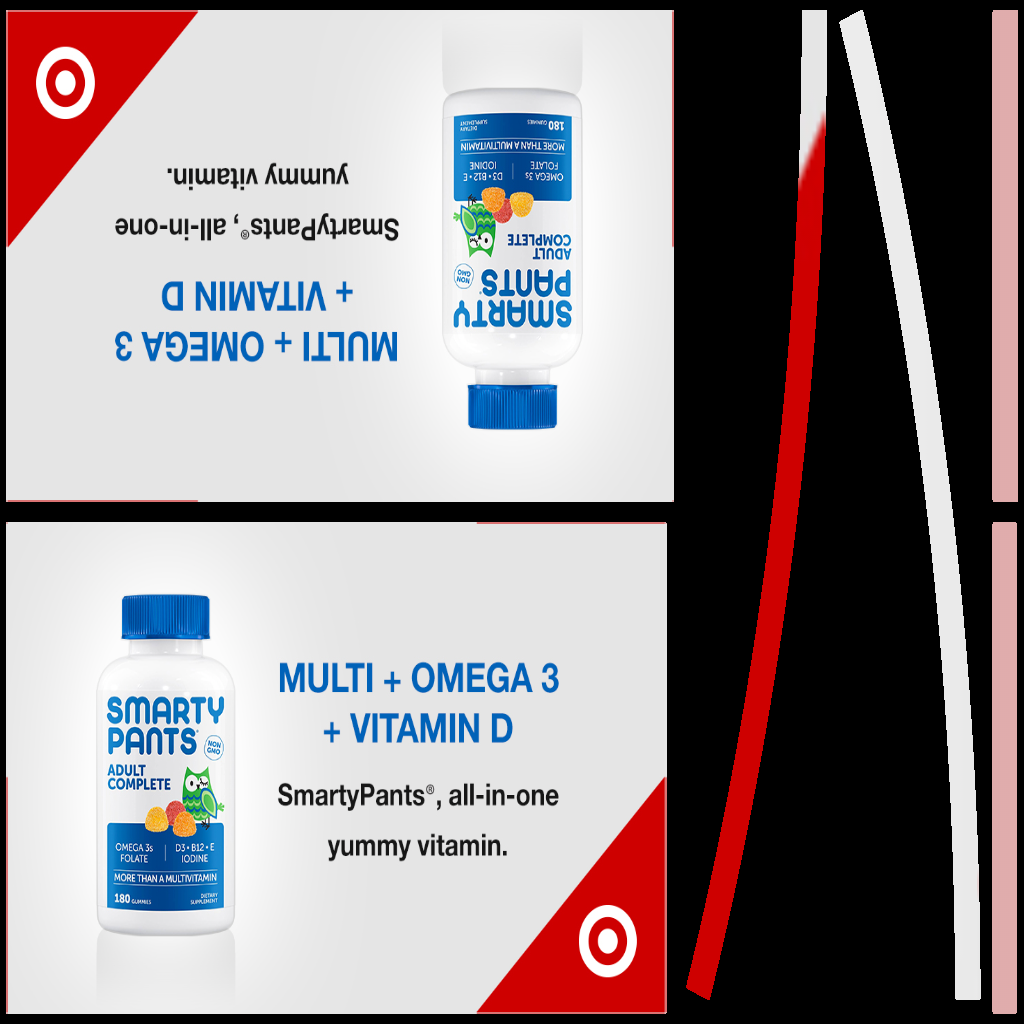 MULTI + OMEGA 3
+ VITAMIN D
SmartyPants®, all-in-one
yummy vitamin.
SMARTY
PANTS
NON
GMO
ADULT
COMPLETE
OMEGA 3s
FOLATE
D3 • B12 • E
IODINE
MORE THAN A MULTIVITAMIN
180 GUMMIES
DIETARY
SUPPLEMENT
SMARTY
PANTS
NON
GMO
ADULT
COMPLETE
OMEGA 3s
FOLATE
D3 • B12 • E
IODINE
MORE THAN A MULTIVITAMIN
180 GUMMIES
DIETARY
SUPPLEMENT
MULTI + OMEGA 3
+ VITAMIN D
SmartyPants®, all-in-one
yummy vitamin.